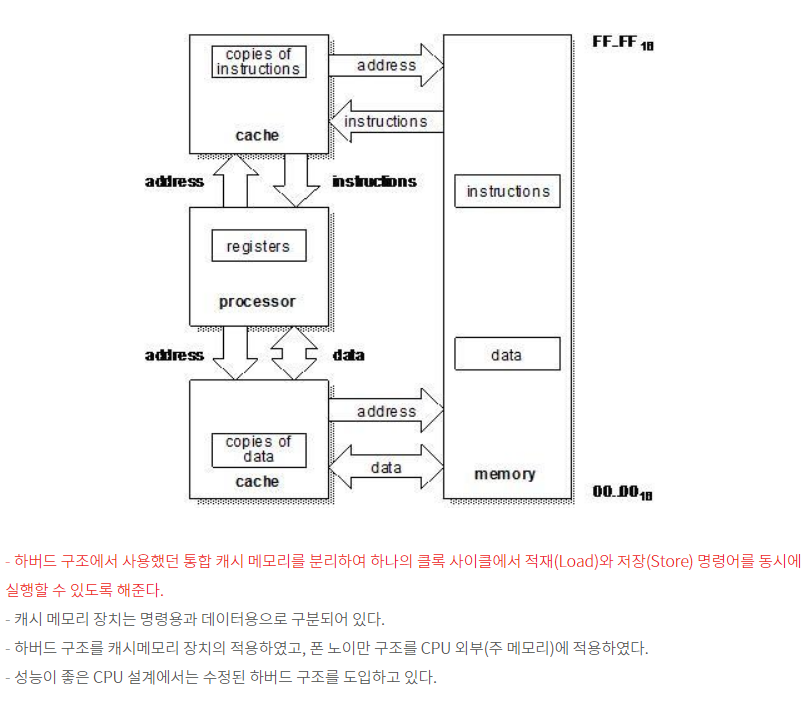 copies of
instructions
cache
address
instructions
FF..FF16
address
instructions
instructions
registers
processor
address
data
data
copies of
data
cache
address
data
memory
00..0016
- 하버드 구조에서 사용했던 통합 캐시 메모리를 분리하여 하나의 클록 사이클에서 적재(Load)와 저장(Store) 명령어를 동시에
실행할 수 있도록 해준다.
- 캐시 메모리 장치는 명령용과 데이터용으로 구분되어 있다.
- 하버드 구조를 캐시메모리 장치의 적용하였고, 폰 노이만 구조를 CPU 외부(주 메모리)에 적용하였다.
- 성능이 좋은 CPU 설계에서는 수정된 하버드 구조를 도입하고 있다.